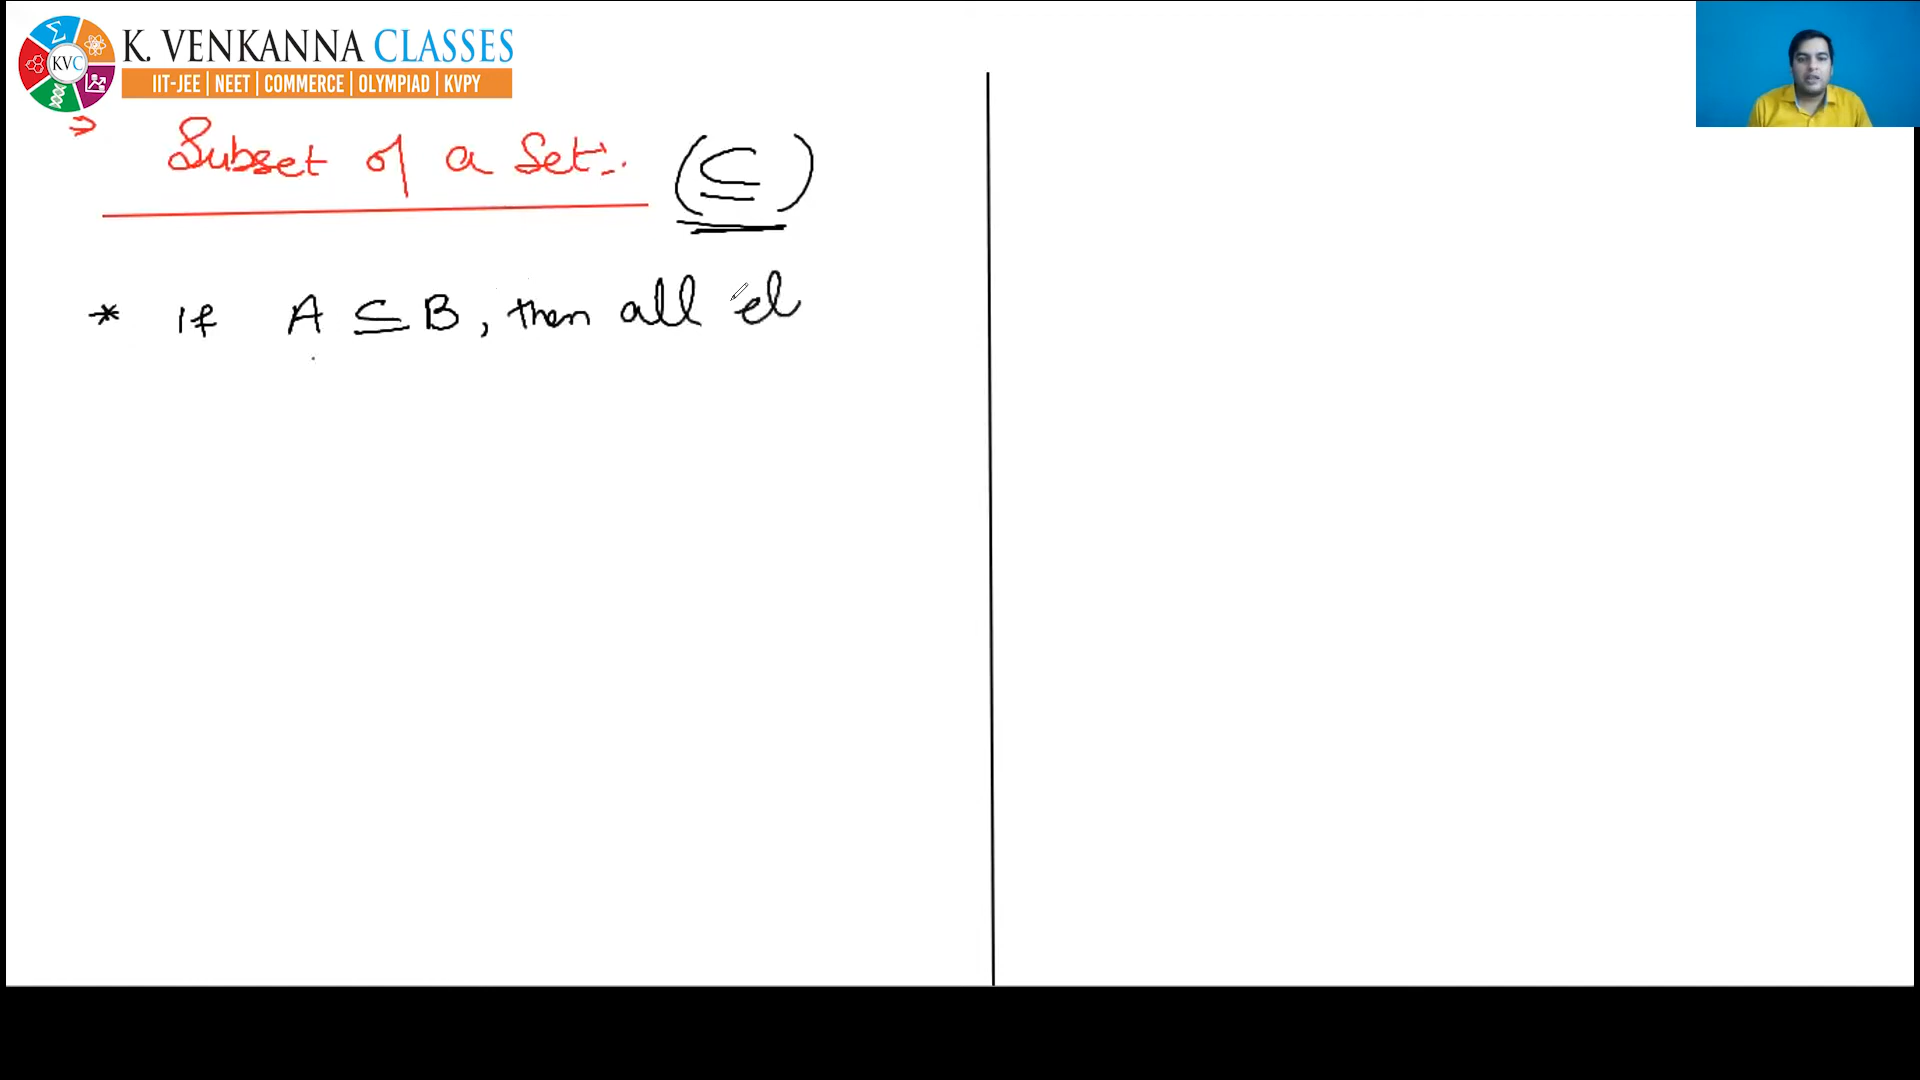 K. VENKANNA CLASSES
KVC
IIT-JEE | NEET | COMMERCE | OLYMPIAD | KVPY
⇒ Subset of a Set:- (⊆)
* If A ⊆ B, then all el